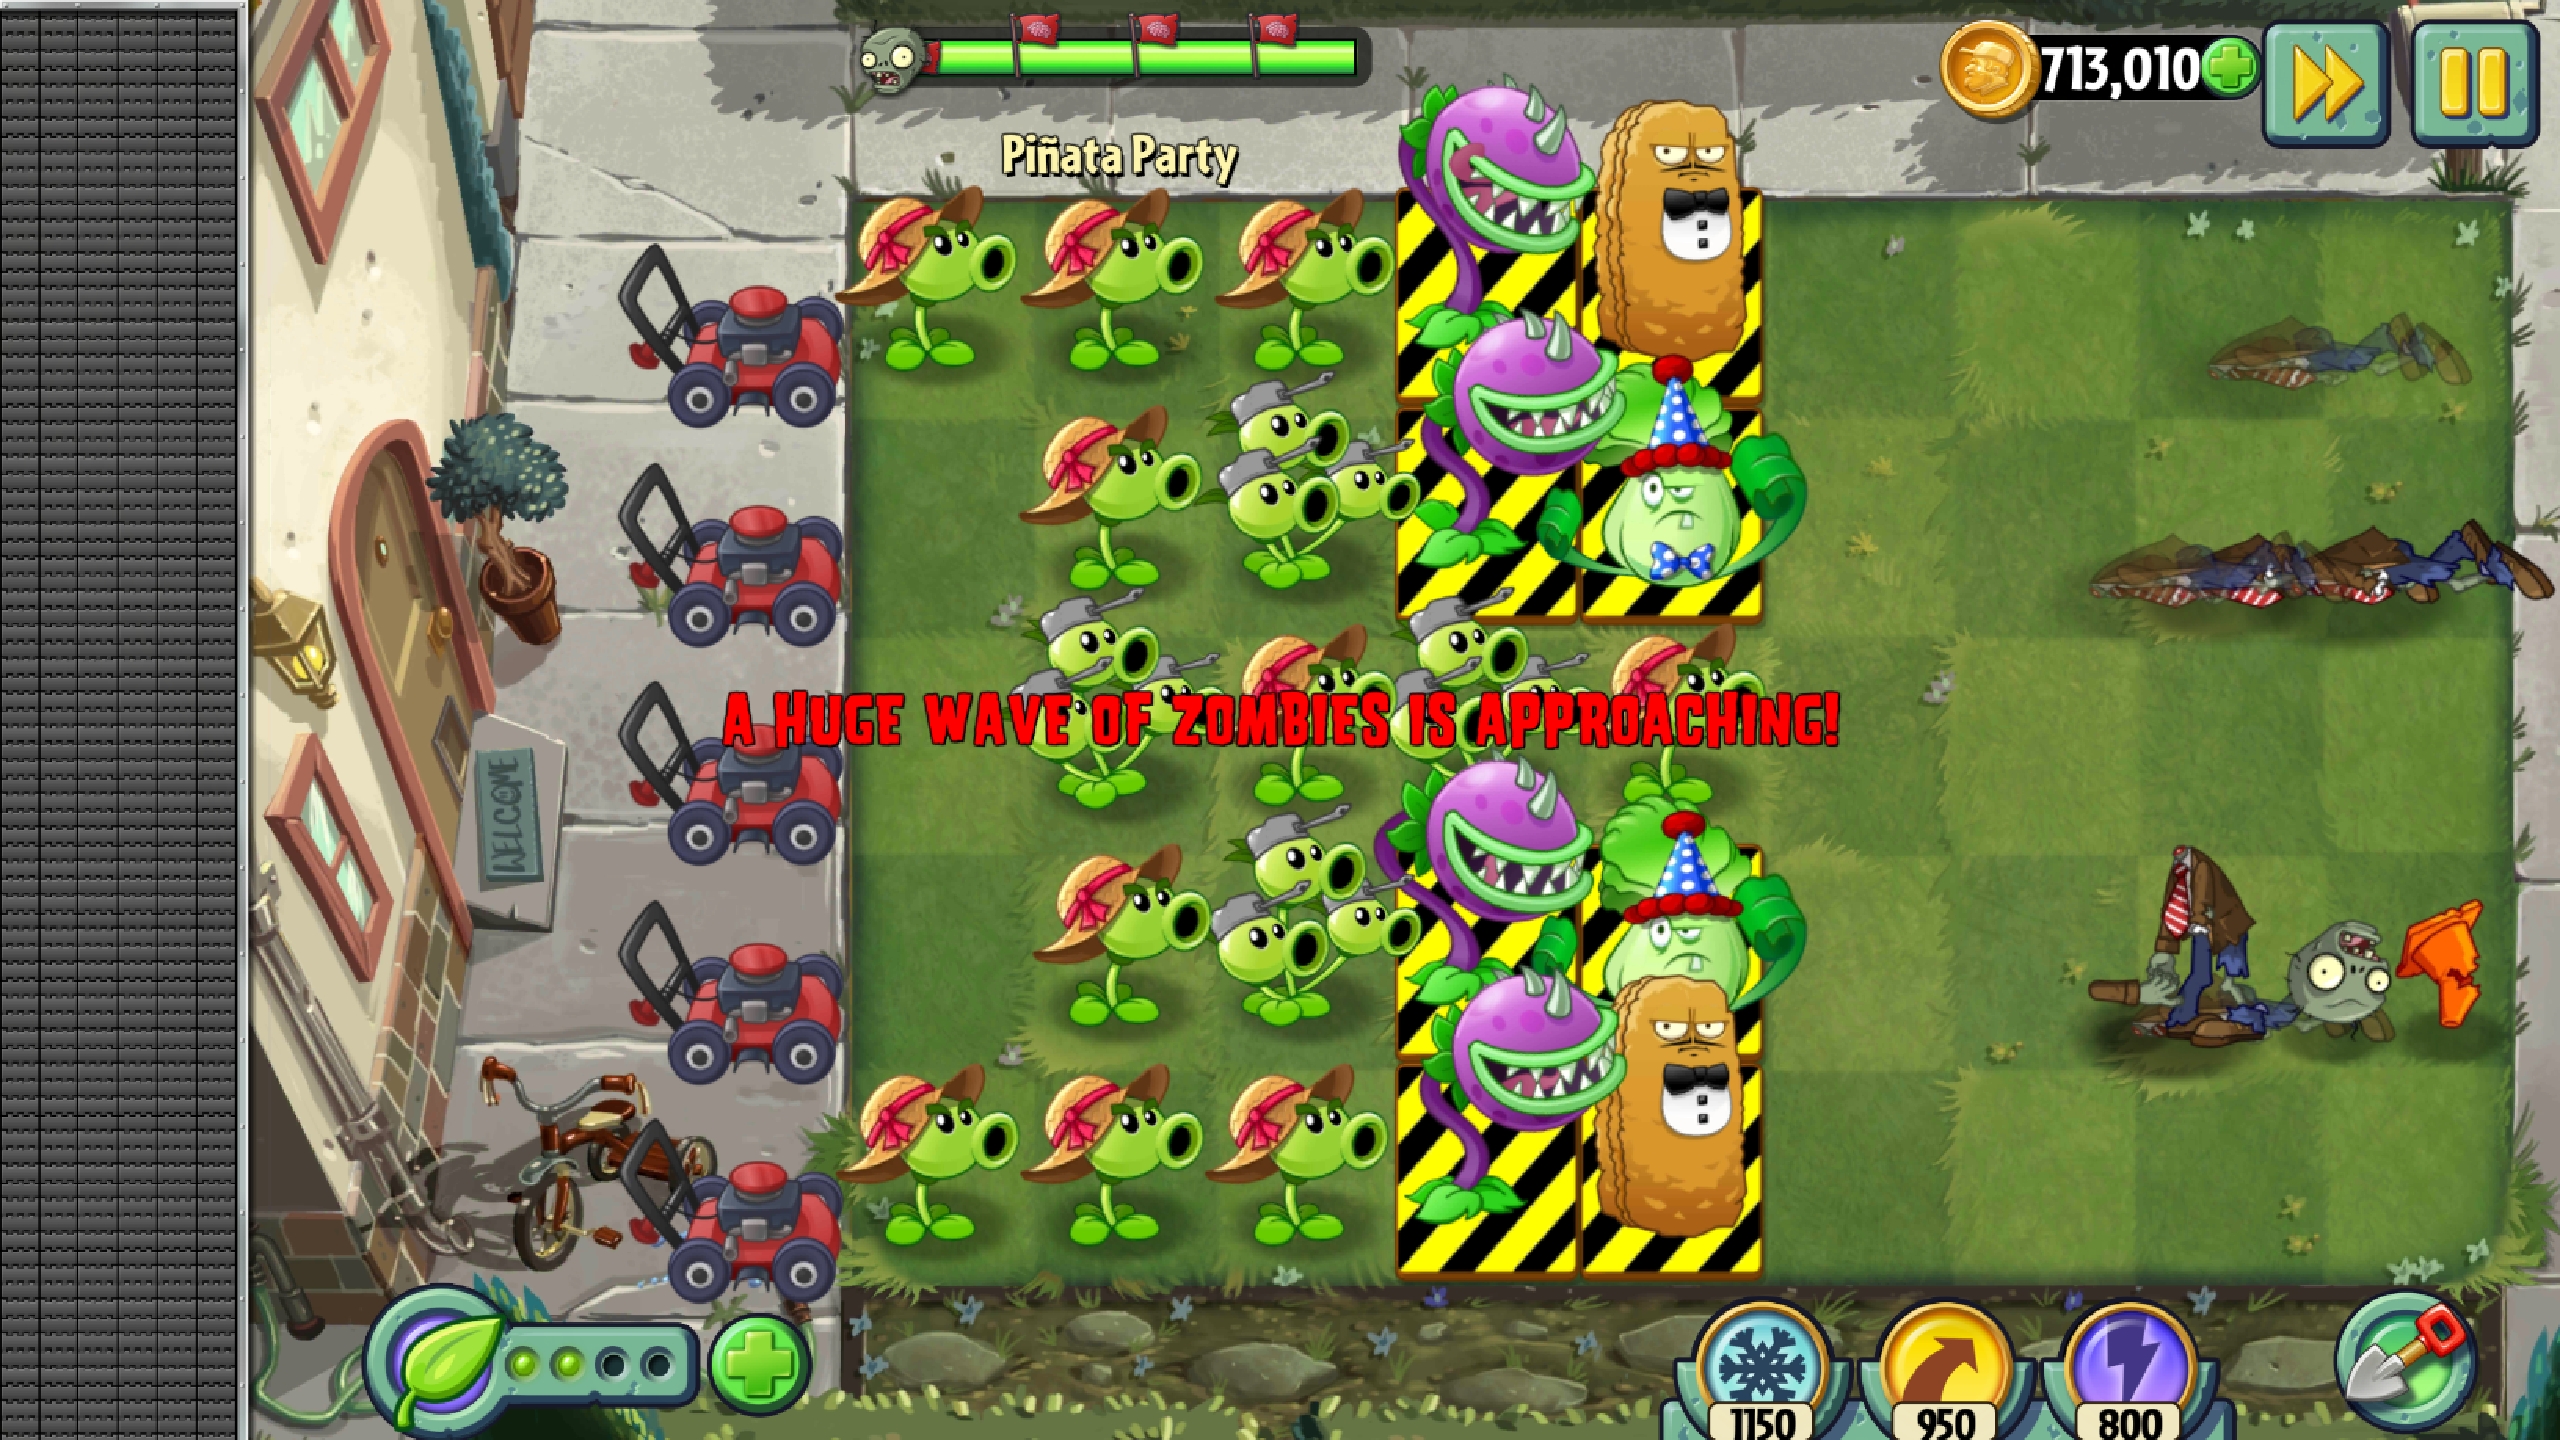 713,010
Piñata Party
A HUGE WAVE OF ZOMBIES IS APPROACHING!
WELCOME
1150
950
800